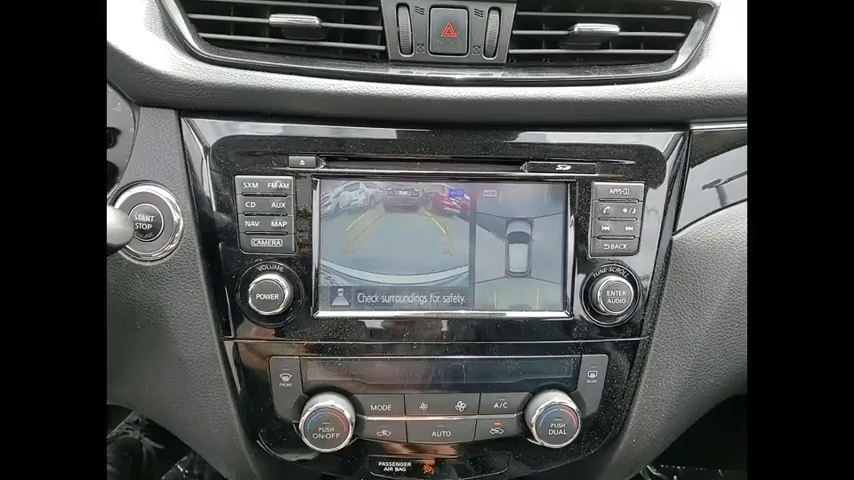 SXM FM·AM
CD AUX
NAV MAP
CAMERA
APPS
BACK
START
STOP
VOLUME
POWER
TUNE·SCROLL
ENTER
AUDIO
Check surroundings for safety.
FRONT
REAR
MODE
A/C
AUTO
PUSH
ON·OFF
PUSH
DUAL
PASSENGER
AIR BAG